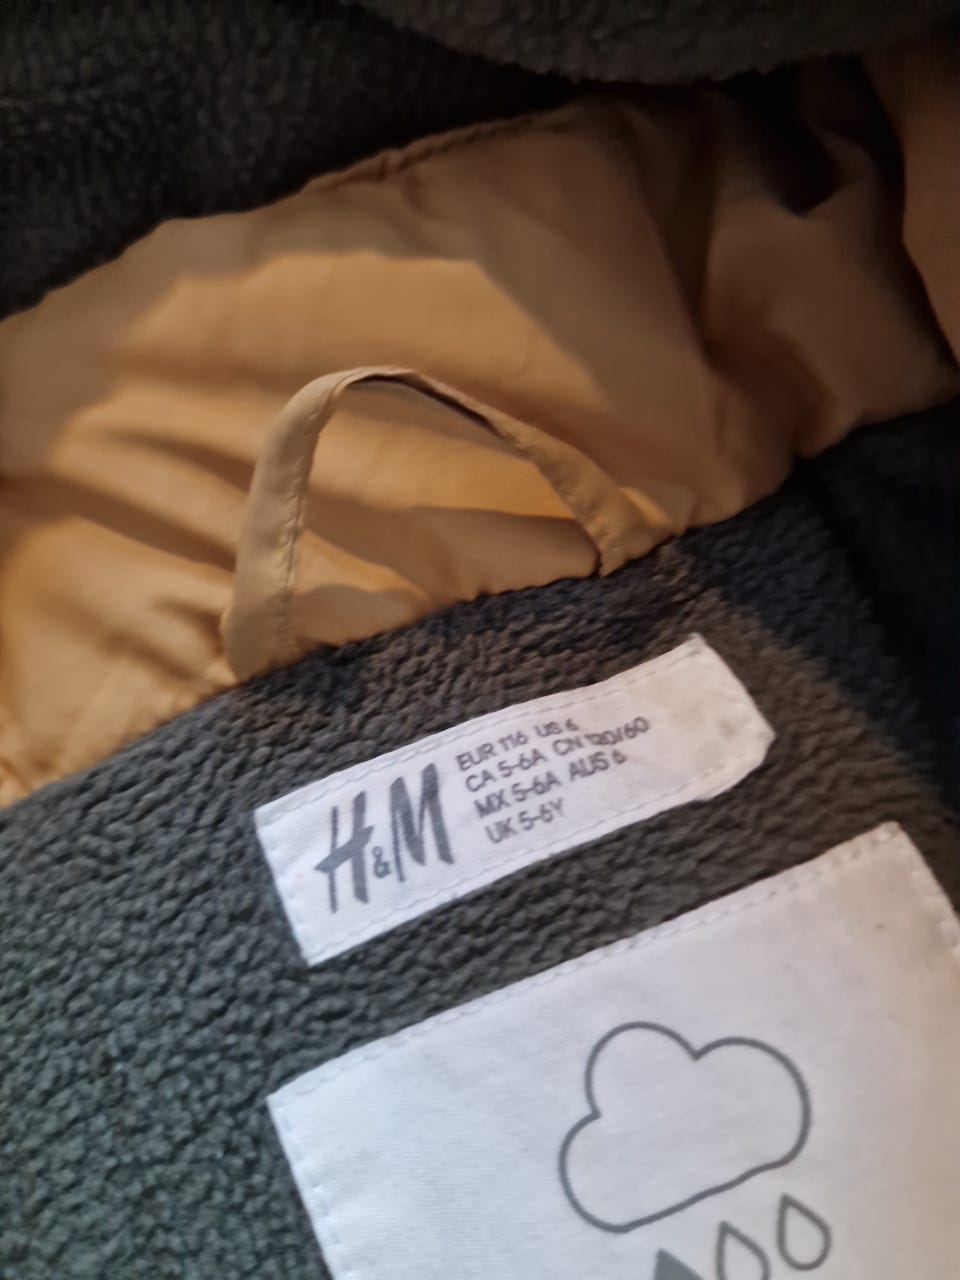 H&M
EUR 116 US 6
CA 5-6A CN 120/60
MX 5-6A AUS 6
UK 5-6Y